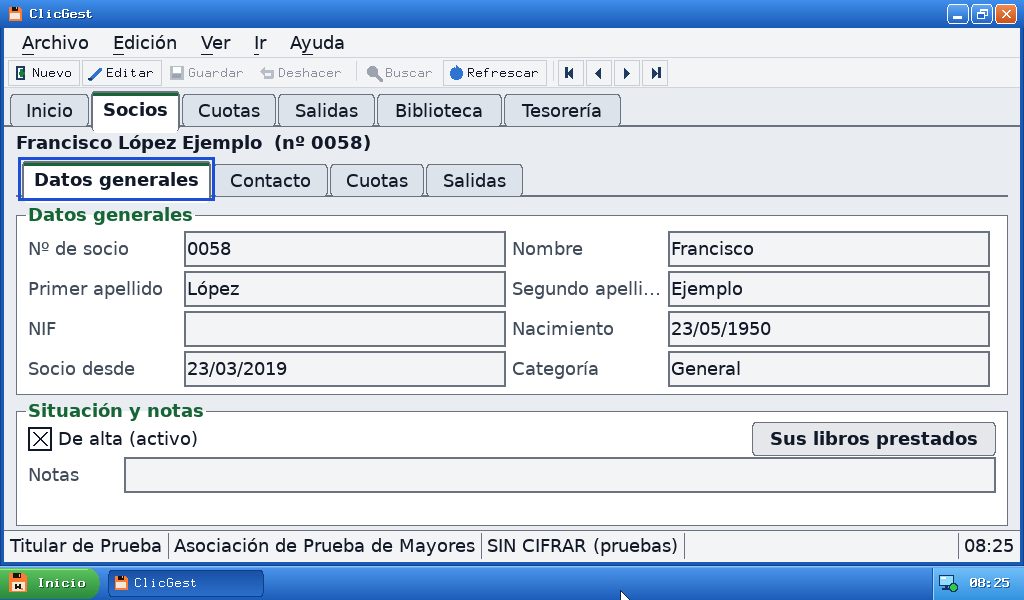 ClicGest
Archivo Edición Ver Ir Ayuda
Nuevo Editar Guardar Deshacer Buscar Refrescar
Inicio Socios Cuotas Salidas Biblioteca Tesorería
Francisco López Ejemplo (nº 0058)
Datos generales Contacto Cuotas Salidas
Datos generales
Nº de socio 0058 Nombre Francisco
Primer apellido López Segundo apelli... Ejemplo
NIF Nacimiento 23/05/1950
Socio desde 23/03/2019 Categoría General
Situación y notas
De alta (activo) Sus libros prestados
Notas
Titular de Prueba Asociación de Prueba de Mayores SIN CIFRAR (pruebas) 08:25
Inicio ClicGest 08:25